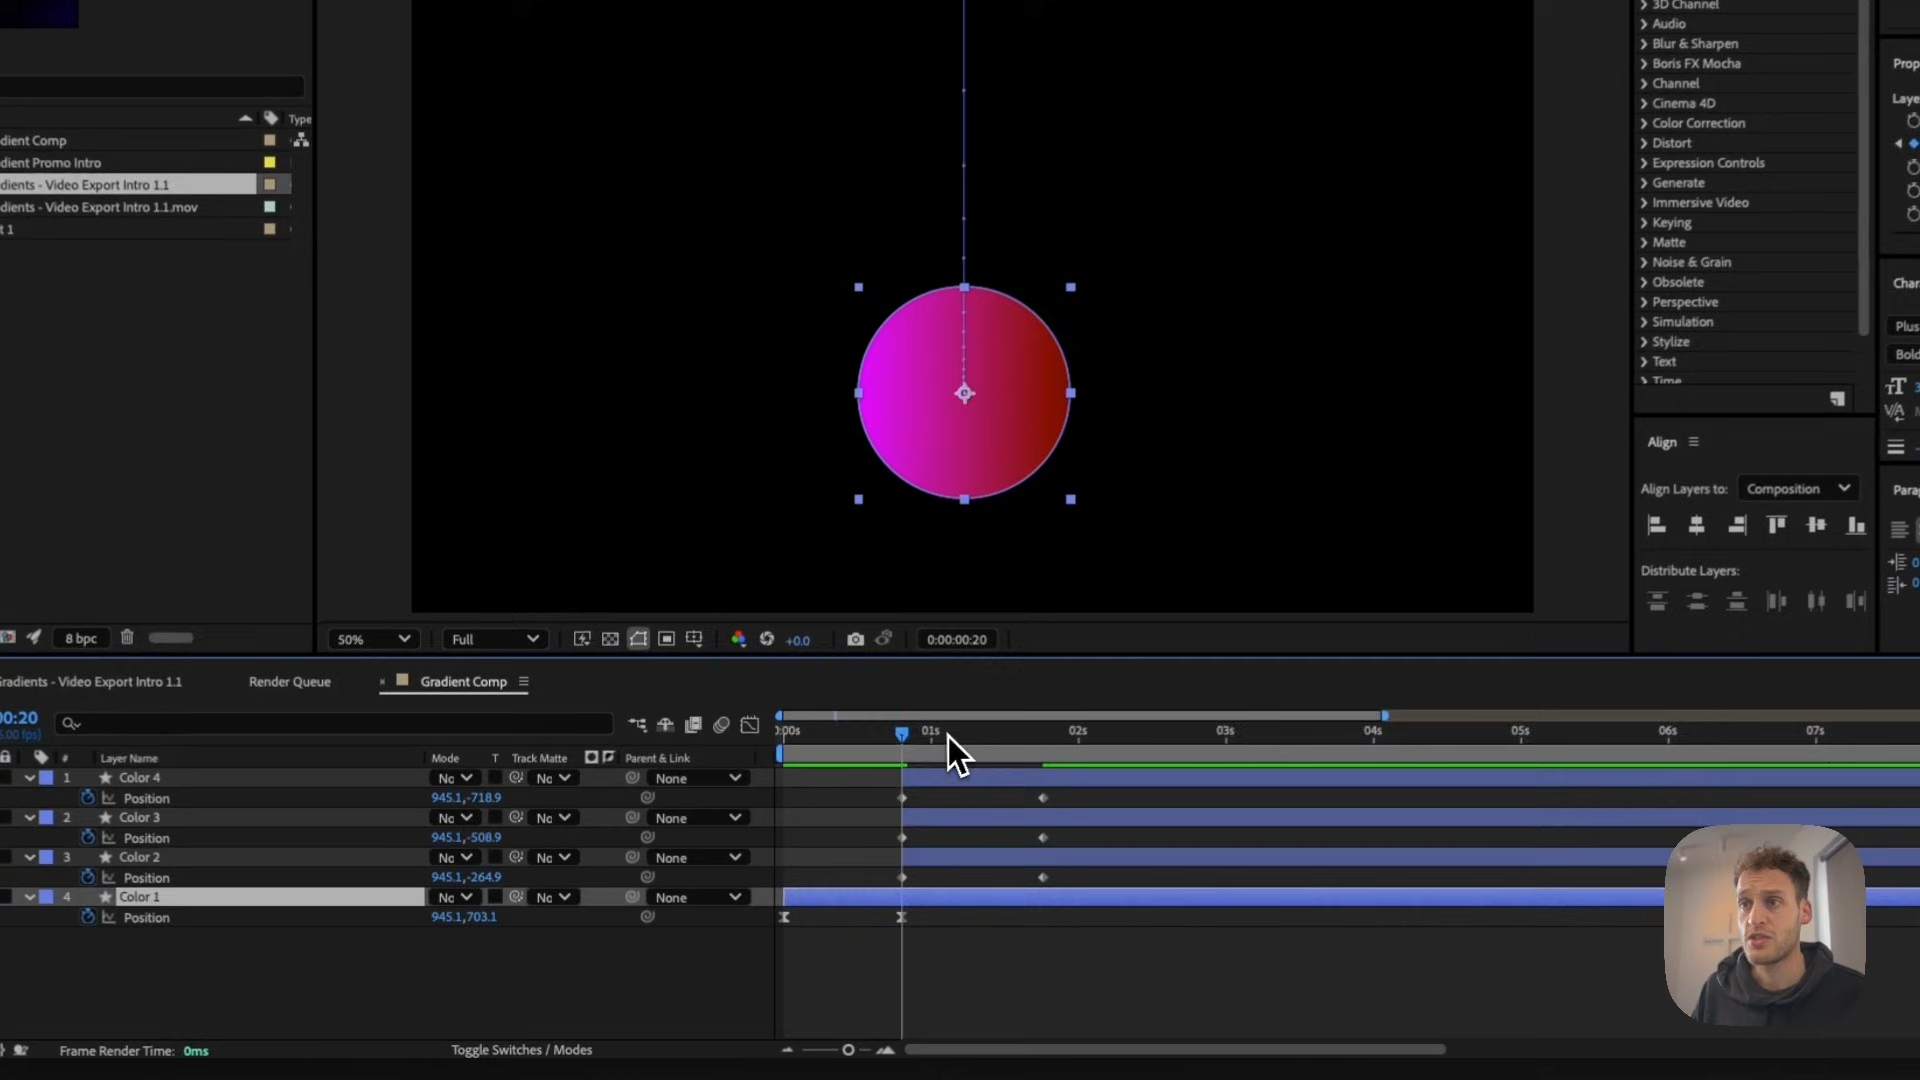 Type
dient Comp
dient Promo Intro
dients - Video Export Intro 1.1
dients - Video Export Intro 1.1.mov
t 1
8 bpc
50%
Full
+0.0
0:00:00:20
3D Channel
Audio
Blur & Sharpen
Boris FX Mocha
Channel
Cinema 4D
Color Correction
Distort
Expression Controls
Generate
Immersive Video
Keying
Matte
Noise & Grain
Obsolete
Perspective
Simulation
Stylize
Text
Time
Align
Align Layers to: Composition
Distribute Layers:
Prop
Laye
Char
Plus
Bold
Para
Gradients - Video Export Intro 1.1
Render Queue
Gradient Comp
00:20
5.00 fps)
# Layer Name Mode T Track Matte Parent & Link
1 Color 4 Nc Nc None
Position 945.1,-718.9
2 Color 3 Nc Nc None
Position 945.1,-508.9
3 Color 2 Nc Nc None
Position 945.1,-264.9
4 Color 1 Nc Nc None
Position 945.1,703.1
):00s 01s 02s 03s 04s 05s 06s 07s
Frame Render Time: 0ms
Toggle Switches / Modes